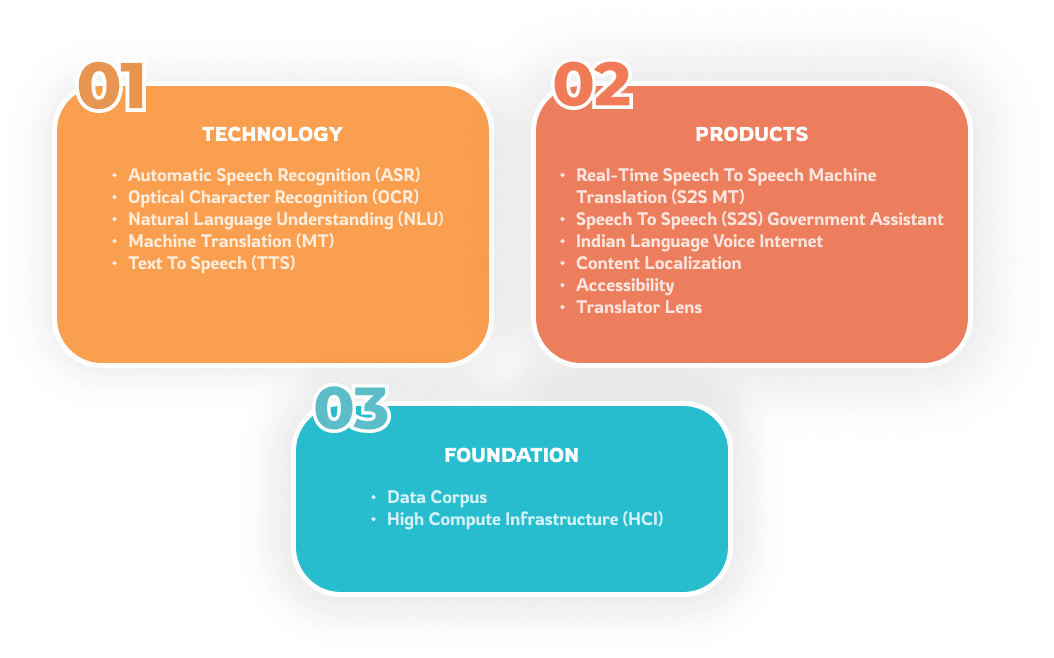 01
TECHNOLOGY
• Automatic Speech Recognition (ASR)
• Optical Character Recognition (OCR)
• Natural Language Understanding (NLU)
• Machine Translation (MT)
• Text To Speech (TTS)
02
PRODUCTS
• Real-Time Speech To Speech Machine
Translation (S2S MT)
• Speech To Speech (S2S) Government Assistant
• Indian Language Voice Internet
• Content Localization
• Accessibility
• Translator Lens
03
FOUNDATION
• Data Corpus
• High Compute Infrastructure (HCI)